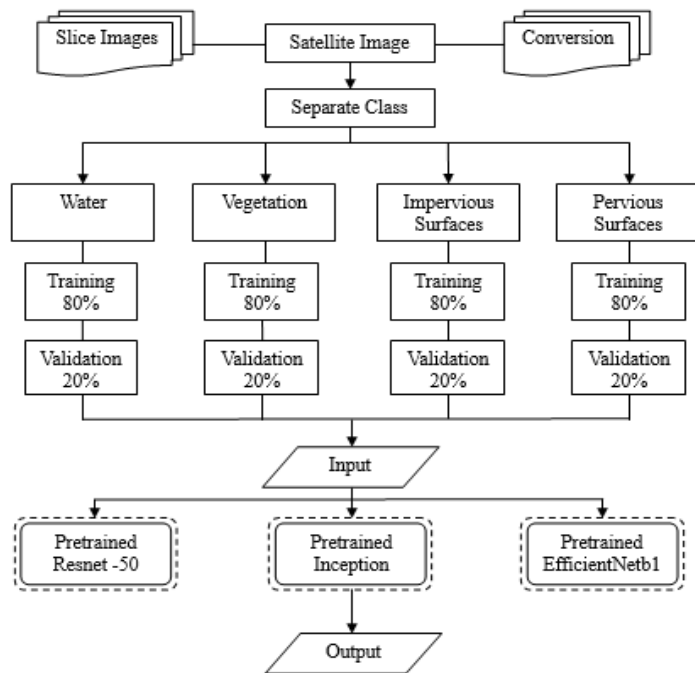 Slice Images
Satellite Image
Conversion
Separate Class
Water
Vegetation
Impervious
Surfaces
Pervious
Surfaces
Training
80%
Training
80%
Training
80%
Training
80%
Validation
20%
Validation
20%
Validation
20%
Validation
20%
Input
Pretrained
Resnet -50
Pretrained
Inception
Pretrained
EfficientNetb1
Output